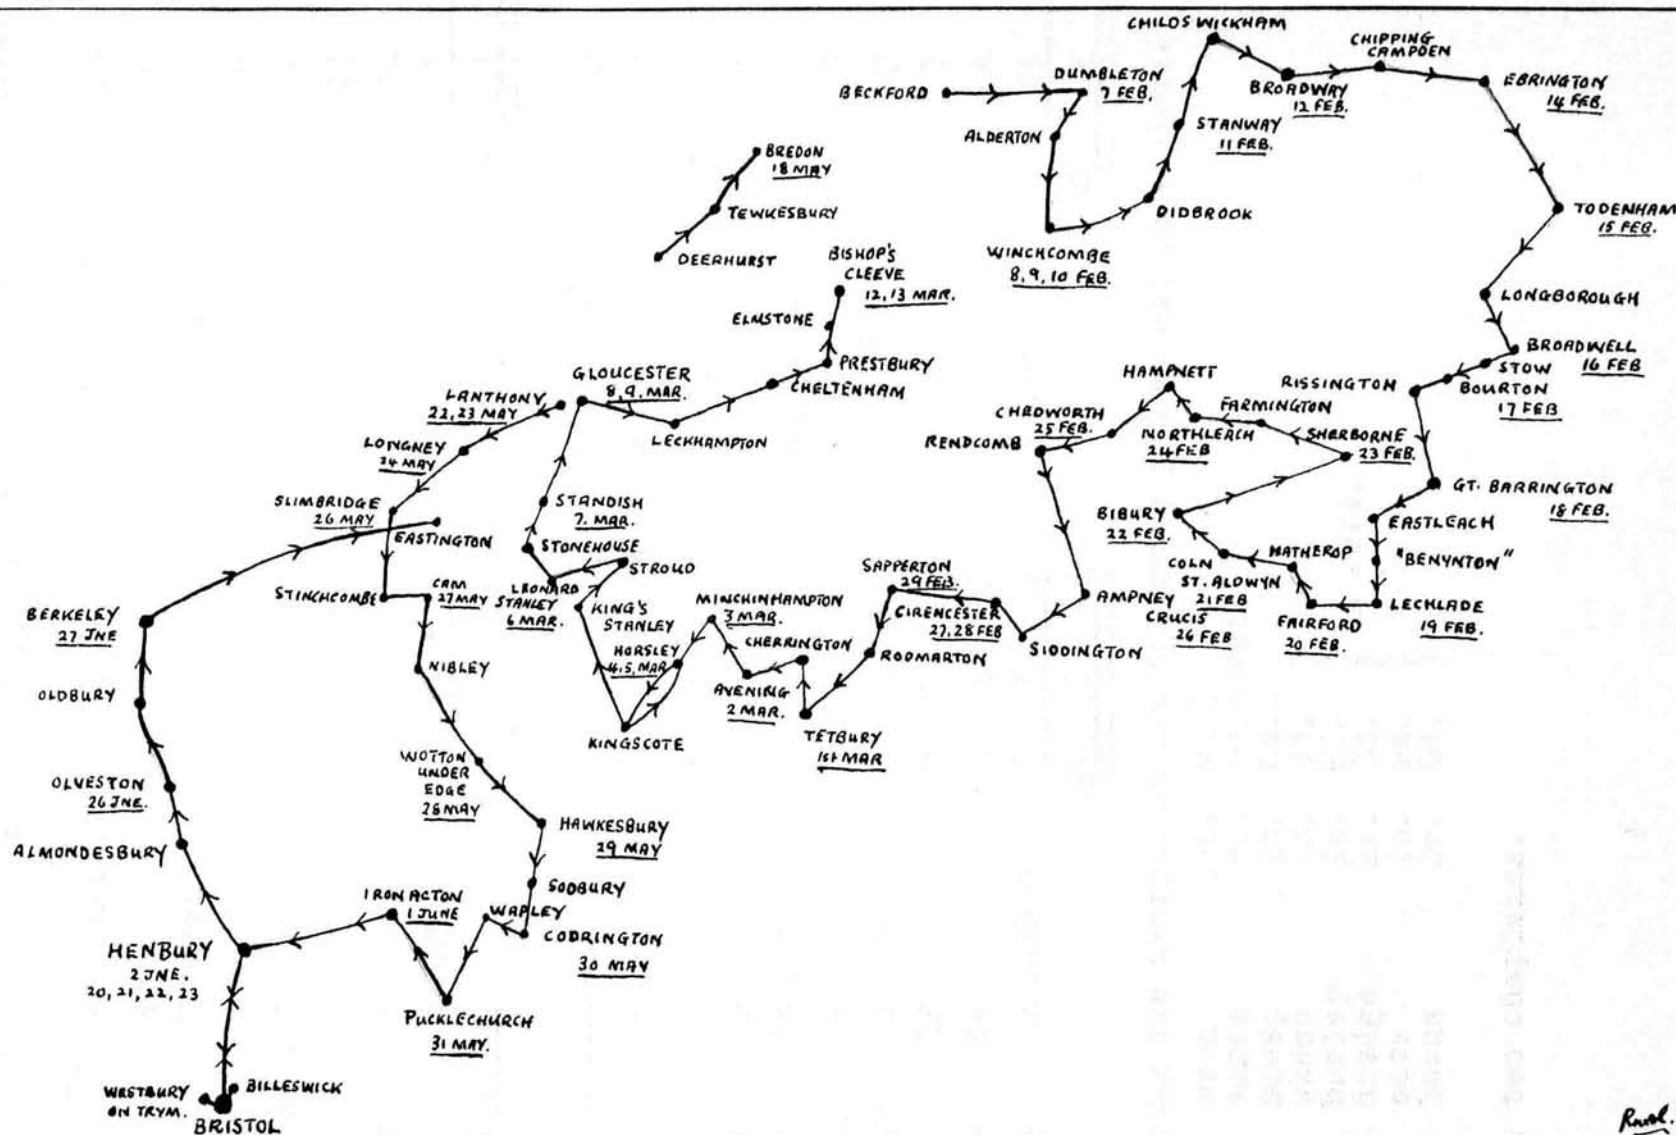 CHILDSWICKHAM
CHIPPING
CAMPDEN
BECKFORD
DUMBLETON
7 FEB.
BROADWAY
12 FEB.
EBRINGTON
14 FEB.
ALDERTON
STANWAY
11 FEB.
BREDON
18 MAY
TEWKESBURY
DEERHURST
DIDBROOK
TODENHAM
15 FEB.
WINCHCOMBE
8, 9, 10 FEB.
BISHOP'S
CLEEVE
12, 13 MAR.
ELMSTONE
PRESTBURY
CHELTENHAM
LONGBOROUGH
BROADWELL
16 FEB
STOW
BOURTON
17 FEB
RISSINGTON
GLOUCESTER
8, 9, MAR.
LECKHAMPTON
LANTHONY
22, 23 MAY
LONGNEY
24 MAY
HAMPNETT
CHEDWORTH
25 FEB.
RENDCOMB
FARMINGTON
NORTHLEACH
24 FEB
SHERBORNE
23 FEB.
GT. BARRINGTON
18 FEB.
SLIMBRIDGE
26 MAY
EASTINGTON
STANDISH
7. MAR.
STONEHOUSE
STROUD
BIBURY
22 FEB.
EASTLEACH
"BENYNTON"
HATHEROP
COLN
ST. ALDWYN
21 FEB
LECHLADE
19 FEB.
FAIRFORD
20 FEB.
AMPNEY
CRUCIS
26 FEB
SIDDINGTON
SAPPERTON
29 FEB.
CIRENCESTER
27, 28 FEB
RODMARTON
STINCHCOMBE
CAM
27 MAY
LEONARD
STANLEY
6 MAR.
KING'S
STANLEY
MINCHINHAMPTON
3 MAR.
CHERRINGTON
HORSLEY
4, 5, MAR
AVENING
2 MAR.
TETBURY
1st MAR
KINGSCOTE
BERKELEY
27 JNE
NIBLEY
OLDBURY
WOTTON
UNDER
EDGE
28 MAY
OLVESTON
26 JNE.
HAWKESBURY
29 MAY
ALMONDESBURY
SODBURY
IRON ACTON
1 JUNE
WAPLEY
CODRINGTON
30 MAY
HENBURY
2 JNE.
20, 21, 22, 23
PUCKLECHURCH
31 MAY.
WESTBURY
ON TRYM.
BILLESWICK
BRISTOL